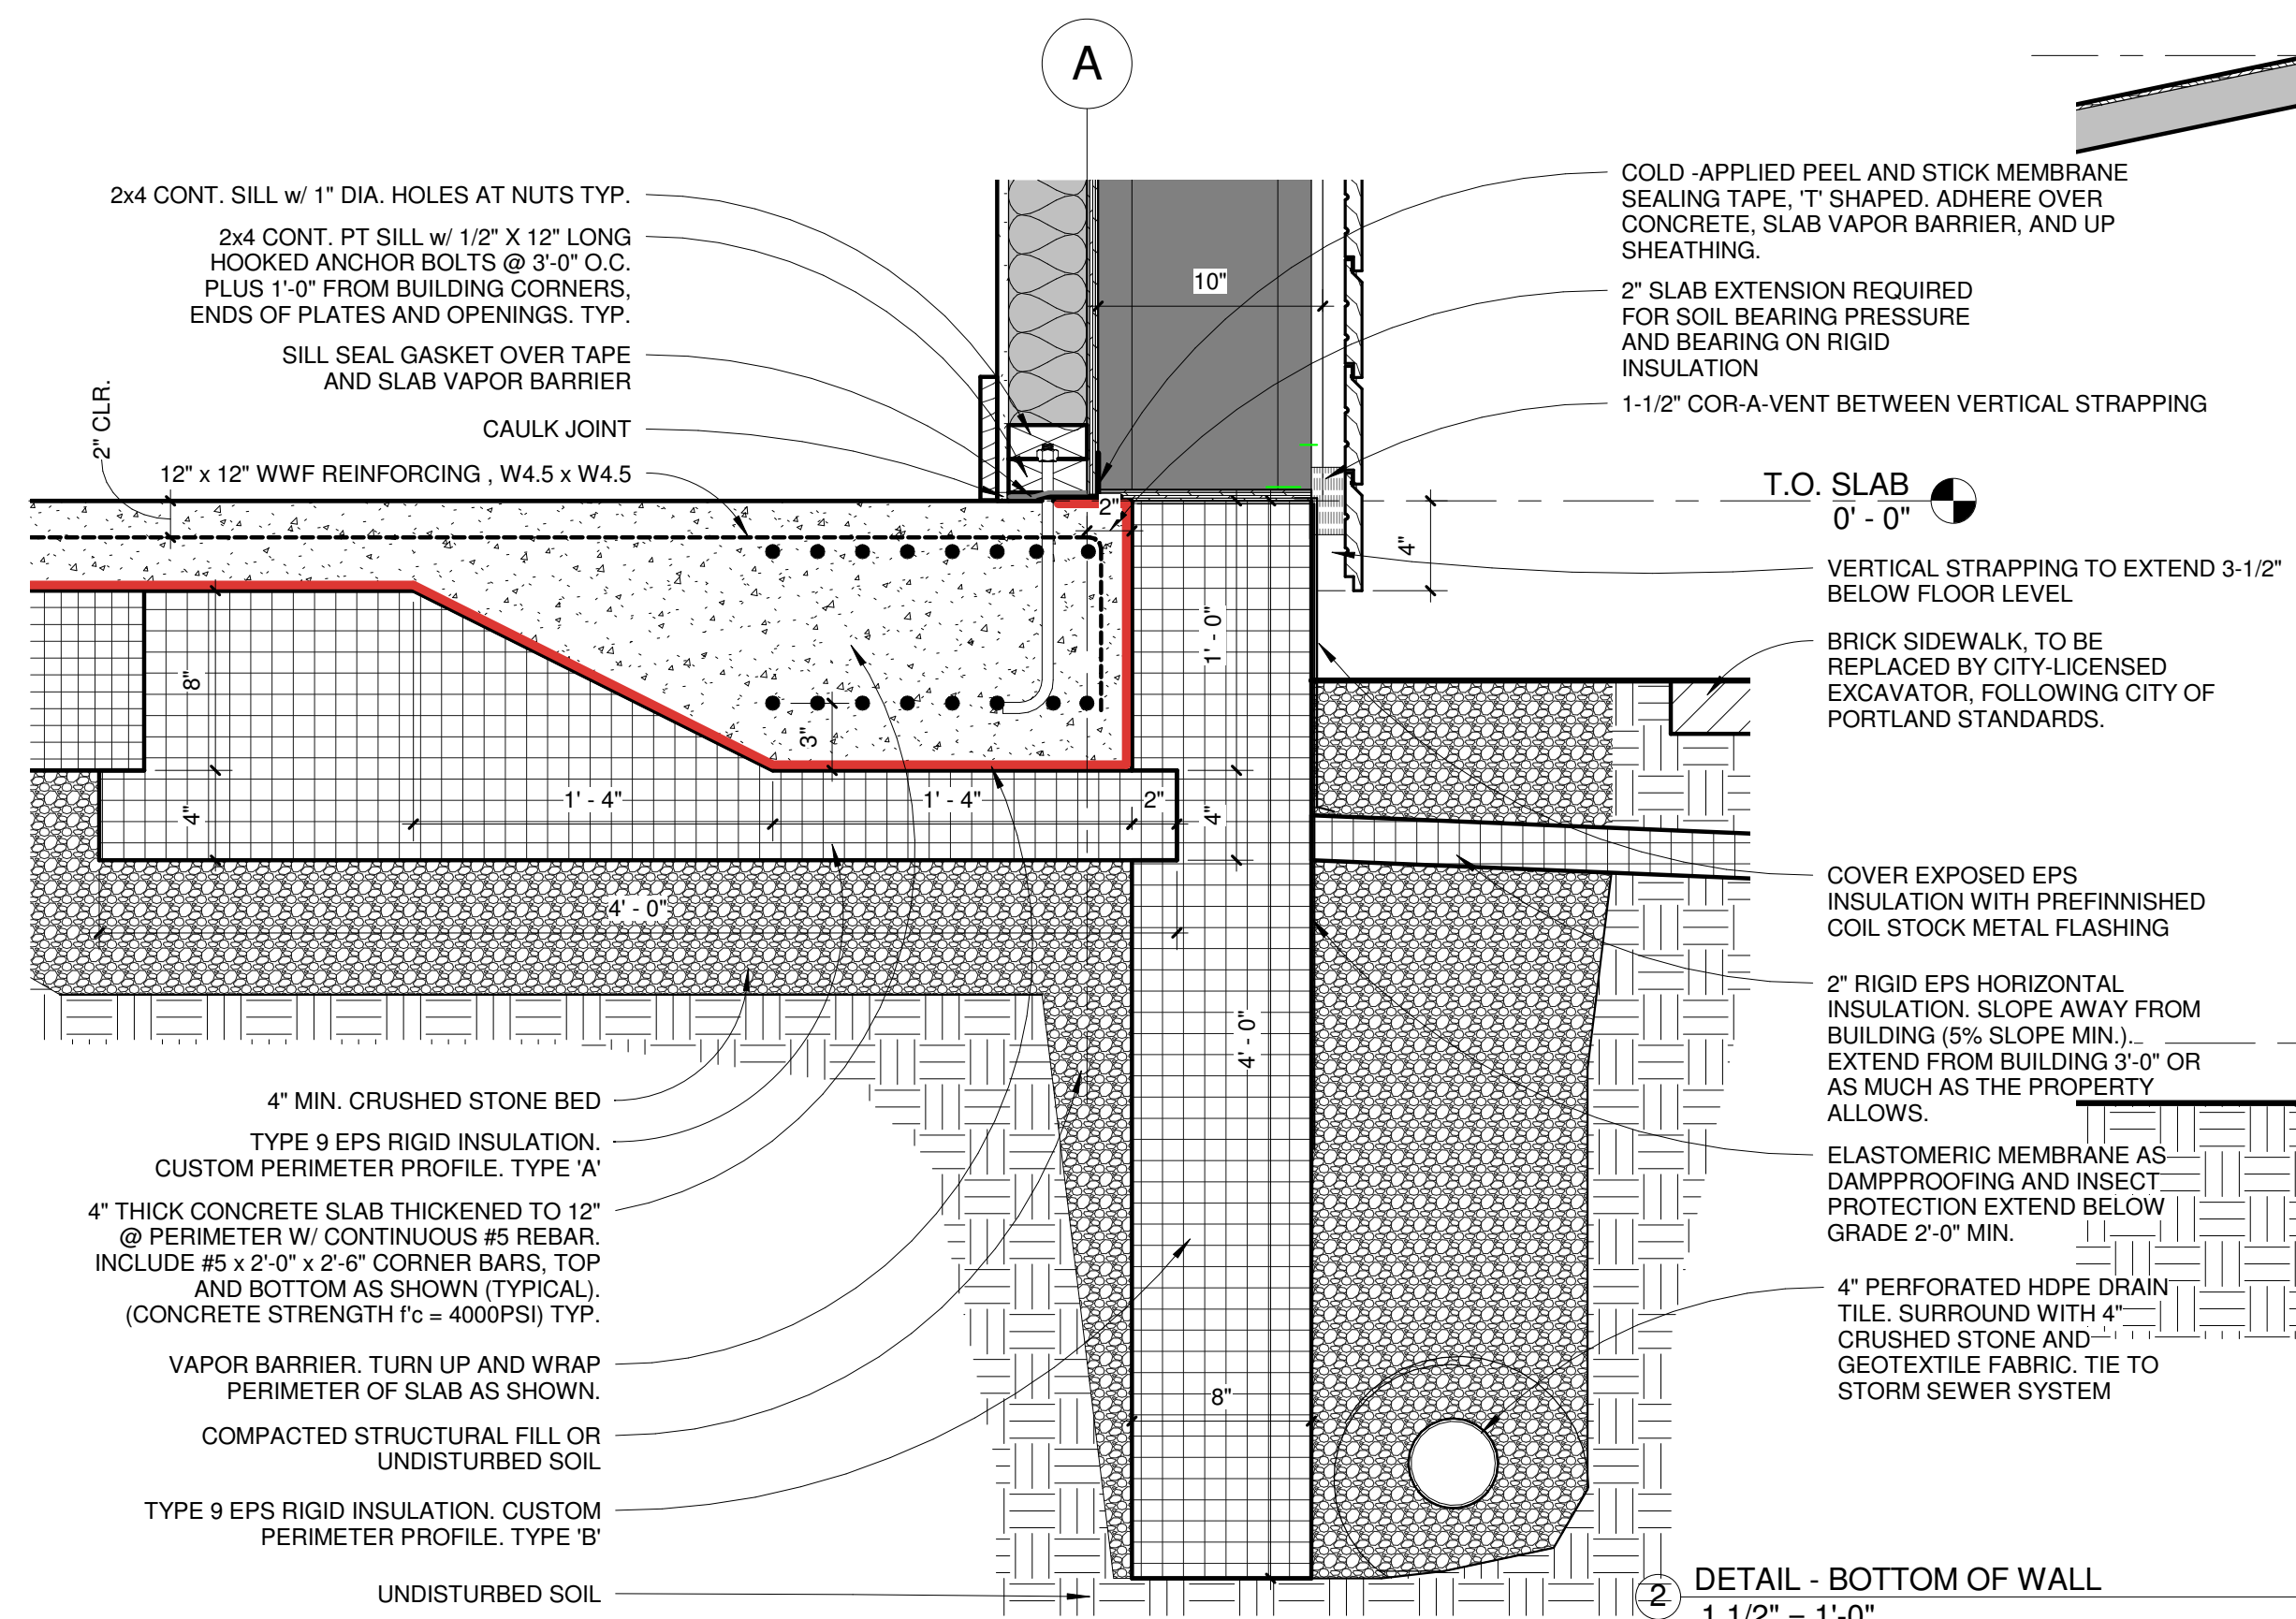 A
2x4 CONT. SILL w/ 1" DIA. HOLES AT NUTS TYP.
2x4 CONT. PT SILL w/ 1/2" X 12" LONG
HOOKED ANCHOR BOLTS @ 3'-0" O.C.
PLUS 1'-0" FROM BUILDING CORNERS,
ENDS OF PLATES AND OPENINGS. TYP.
SILL SEAL GASKET OVER TAPE
AND SLAB VAPOR BARRIER
CAULK JOINT
2" CLR.
12" x 12" WWF REINFORCING , W4.5 x W4.5
10"
COLD -APPLIED PEEL AND STICK MEMBRANE
SEALING TAPE, 'T' SHAPED. ADHERE OVER
CONCRETE, SLAB VAPOR BARRIER, AND UP
SHEATHING.
2" SLAB EXTENSION REQUIRED
FOR SOIL BEARING PRESSURE
AND BEARING ON RIGID
INSULATION
1-1/2" COR-A-VENT BETWEEN VERTICAL STRAPPING
T.O. SLAB
0' - 0"
2"
4"
VERTICAL STRAPPING TO EXTEND 3-1/2"
BELOW FLOOR LEVEL
BRICK SIDEWALK, TO BE
REPLACED BY CITY-LICENSED
EXCAVATOR, FOLLOWING CITY OF
PORTLAND STANDARDS.
1' - 0"
8"
3"
4"
1' - 4"
1' - 4"
2"
4"
4' - 0"
4' - 0"
8"
COVER EXPOSED EPS
INSULATION WITH PREFINNISHED
COIL STOCK METAL FLASHING
2" RIGID EPS HORIZONTAL
INSULATION. SLOPE AWAY FROM
BUILDING (5% SLOPE MIN.).
EXTEND FROM BUILDING 3'-0" OR
AS MUCH AS THE PROPERTY
ALLOWS.
ELASTOMERIC MEMBRANE AS
DAMPPROOFING AND INSECT
PROTECTION EXTEND BELOW
GRADE 2'-0" MIN.
4" PERFORATED HDPE DRAIN
TILE. SURROUND WITH 4"
CRUSHED STONE AND
GEOTEXTILE FABRIC. TIE TO
STORM SEWER SYSTEM
4" MIN. CRUSHED STONE BED
TYPE 9 EPS RIGID INSULATION.
CUSTOM PERIMETER PROFILE. TYPE 'A'
4" THICK CONCRETE SLAB THICKENED TO 12"
@ PERIMETER W/ CONTINUOUS #5 REBAR.
INCLUDE #5 x 2'-0" x 2'-6" CORNER BARS, TOP
AND BOTTOM AS SHOWN (TYPICAL).
(CONCRETE STRENGTH f'c = 4000PSI) TYP.
VAPOR BARRIER. TURN UP AND WRAP
PERIMETER OF SLAB AS SHOWN.
COMPACTED STRUCTURAL FILL OR
UNDISTURBED SOIL
TYPE 9 EPS RIGID INSULATION. CUSTOM
PERIMETER PROFILE. TYPE 'B'
UNDISTURBED SOIL
2
DETAIL - BOTTOM OF WALL
1 1/2" = 1'-0"